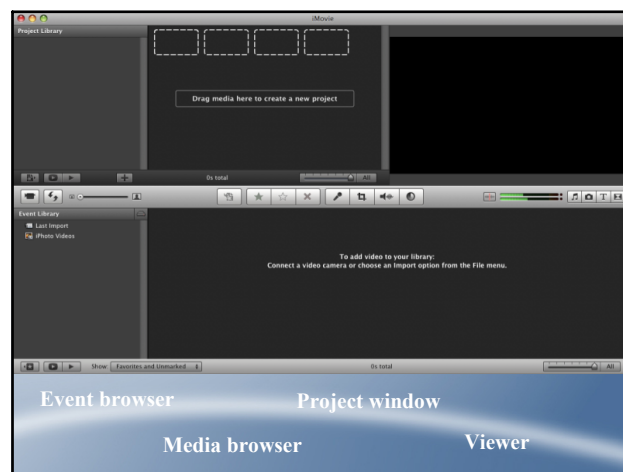 iMovie
Project Library
Drag media here to create a new project
0s total
All
T
Event Library
Last Import
iPhoto Videos
To add video to your library:
Connect a video camera or choose an Import option from the File menu.
Show: Favorites and Unmarked
0s total
All
Event browser
Project window
Media browser
Viewer